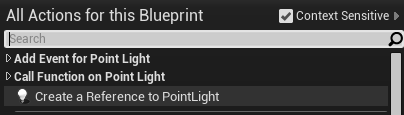 All Actions for this Blueprint
Context Sensitive
Search
Add Event for Point Light
Call Function on Point Light
Create a Reference to PointLight